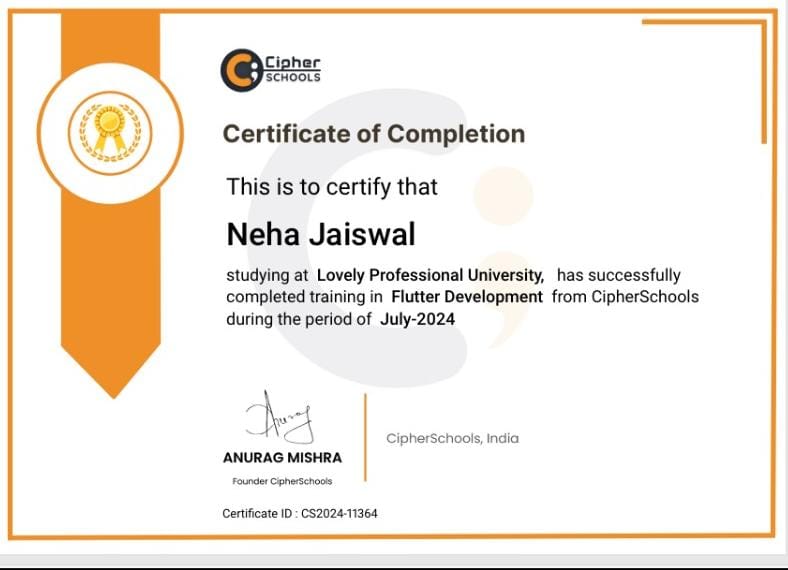 Cipher
SCHOOLS
Certificate of Completion
This is to certify that
Neha Jaiswal
studying at Lovely Professional University, has successfully
completed training in Flutter Development from CipherSchools
during the period of July-2024
Anurag
ANURAG MISHRA
Founder CipherSchools
CipherSchools, India
Certificate ID : CS2024-11364